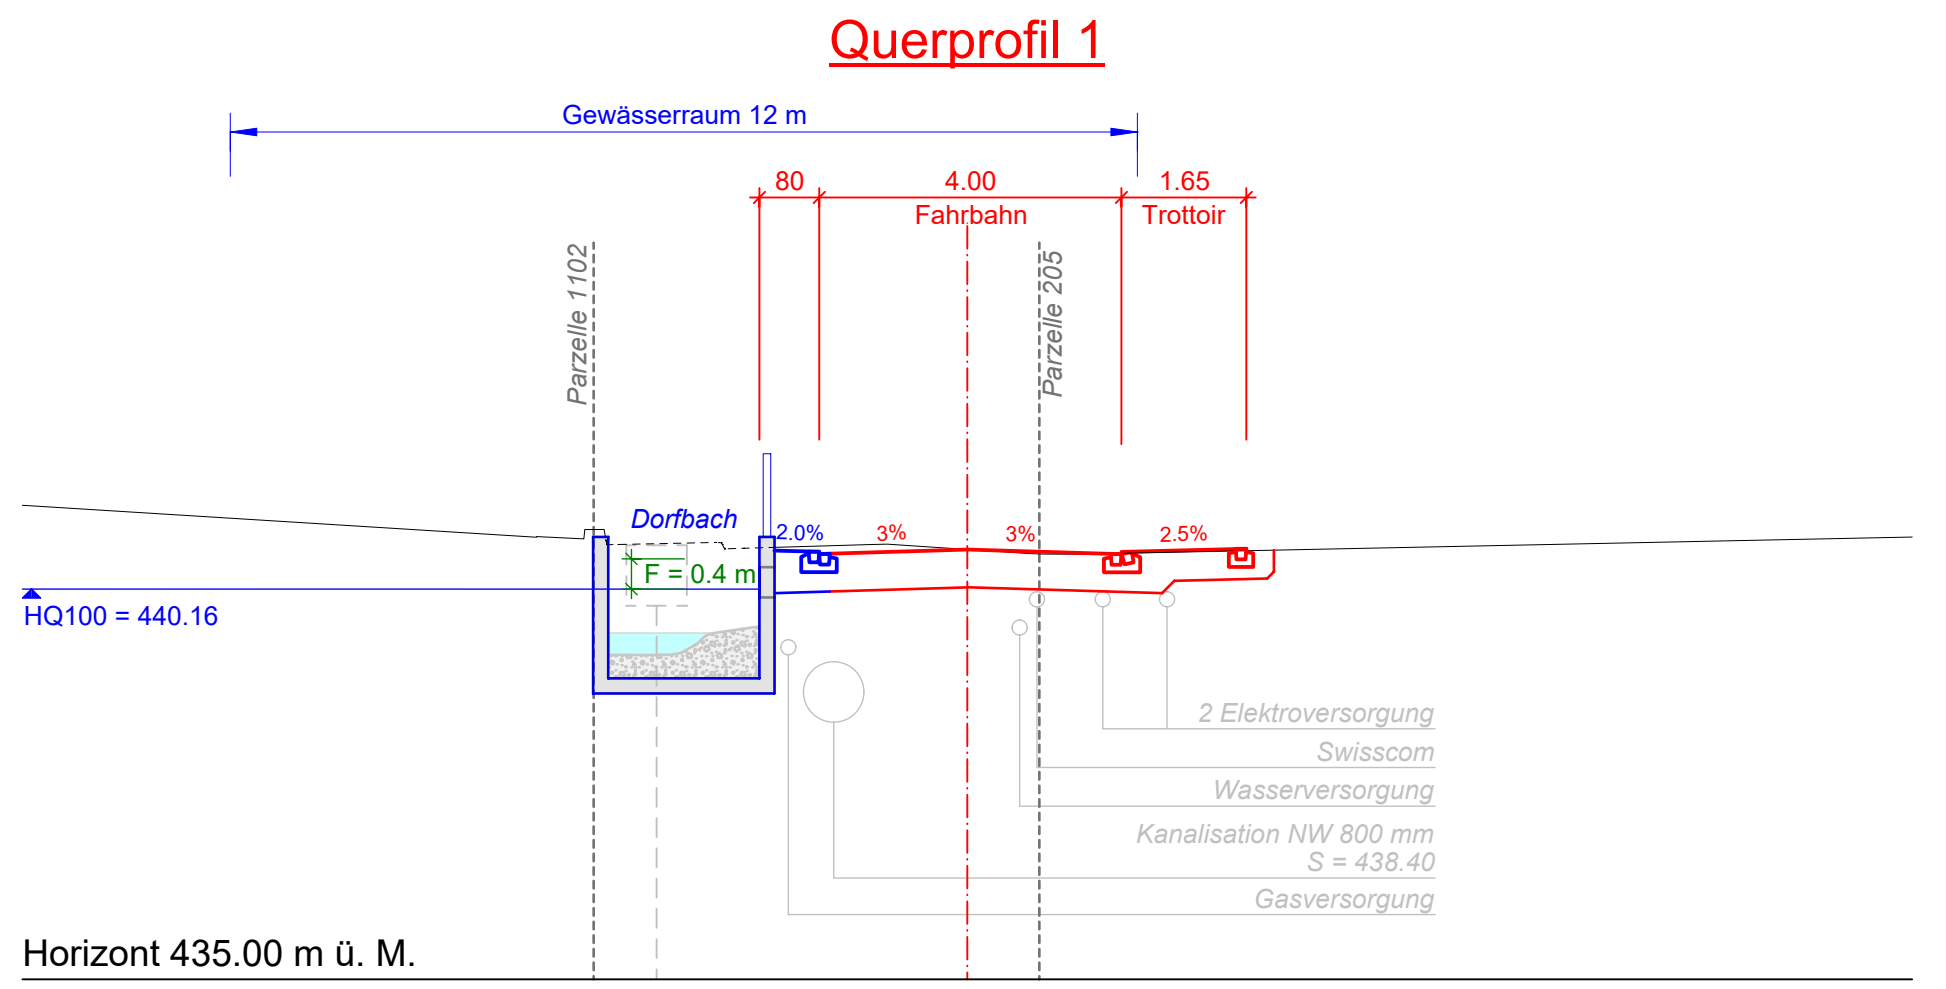 Querprofil 1
Gewässerraum 12 m
80
4.00
1.65
Fahrbahn
Trottoir
Parzelle 1102
Parzelle 205
Dorfbach
2.0%
3%
3%
2.5%
F = 0.4 m
HQ100 = 440.16
2 Elektroversorgung
Swisscom
Wasserversorgung
Kanalisation NW 800 mm
S = 438.40
Gasversorgung
Horizont 435.00 m ü. M.